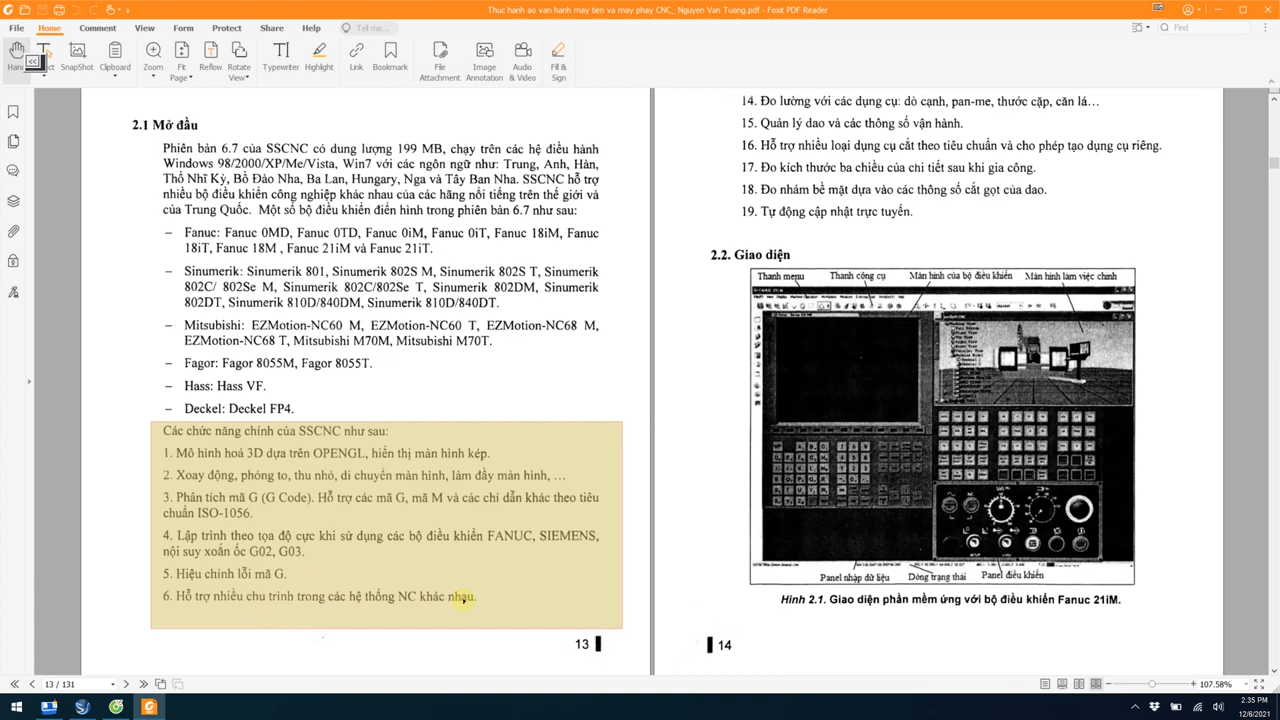 Thuc hanh ao van hanh may tien va may phay CNC_ Nguyen Van Tuong.pdf - Foxit PDF Reader
File Home Comment View Form Protect Share Help Tell me... Find
Hand <<
SnapShot Clipboard Zoom Fit Page Reflow Rotate View Typewriter Highlight Link Bookmark File Attachment Image Annotation Audio & Video Fill & Sign
2.1 Mở đầu
Phiên bản 6.7 của SSCNC có dung lượng 199 MB, chạy trên các hệ điều hành
Windows 98/2000/XP/Me/Vista, Win7 với các ngôn ngữ như: Trung, Anh, Hàn,
Thổ Nhĩ Kỳ, Bồ Đào Nha, Ba Lan, Hungary, Nga và Tây Ban Nha. SSCNC hỗ trợ
nhiều bộ điều khiển công nghiệp khác nhau của các hãng nổi tiếng trên thế giới và
của Trung Quốc. Một số bộ điều khiển điển hình trong phiên bản 6.7 như sau:
– Fanuc: Fanuc 0MD, Fanuc 0TD, Fanuc 0iM, Fanuc 0iT, Fanuc 18iM, Fanuc
18iT, Fanuc 18M , Fanuc 21iM và Fanuc 21iT.
– Sinumerik: Sinumerik 801, Sinumerik 802S M, Sinumerik 802S T, Sinumerik
802C/ 802Se M, Sinumerik 802C/802Se T, Sinumerik 802DM, Sinumerik
802DT, Sinumerik 810D/840DM, Sinumerik 810D/840DT.
– Mitsubishi: EZMotion-NC60 M, EZMotion-NC60 T, EZMotion-NC68 M,
EZMotion-NC68 T, Mitsubishi M70M, Mitsubishi M70T.
– Fagor: Fagor 8055M, Fagor 8055T.
– Hass: Hass VF.
– Deckel: Deckel FP4.
Các chức năng chính của SSCNC như sau:
1. Mô hình hoá 3D dựa trên OPENGL, hiển thị màn hình kép.
2. Xoay động, phóng to, thu nhỏ, di chuyển màn hình, làm đầy màn hình, …
3. Phân tích mã G (G Code). Hỗ trợ các mã G, mã M và các chỉ dẫn khác theo tiêu
chuẩn ISO-1056.
4. Lập trình theo tọa độ cực khi sử dụng các bộ điều khiển FANUC, SIEMENS,
nội suy xoắn ốc G02, G03.
5. Hiệu chỉnh lỗi mã G.
6. Hỗ trợ nhiều chu trình trong các hệ thống NC khác nhau.
13
14. Đo lường với các dụng cụ: dò cạnh, pan-me, thước cặp, căn lá…
15. Quản lý dao và các thông số vận hành.
16. Hỗ trợ nhiều loại dụng cụ cắt theo tiêu chuẩn và cho phép tạo dụng cụ riêng.
17. Đo kích thước ba chiều của chi tiết sau khi gia công.
18. Đo nhám bề mặt dựa vào các thông số cắt gọt của dao.
19. Tự động cập nhật trực tuyến.
2.2. Giao diện
Thanh menu Thanh công cụ Màn hình của bộ điều khiển Màn hình làm việc chính
Panel nhập dữ liệu Dòng trạng thái Panel điều khiển
Hình 2.1. Giao diện phần mềm ứng với bộ điều khiển Fanuc 21iM.
14
13 / 131 107.58%
2:35 PM
12/6/2021